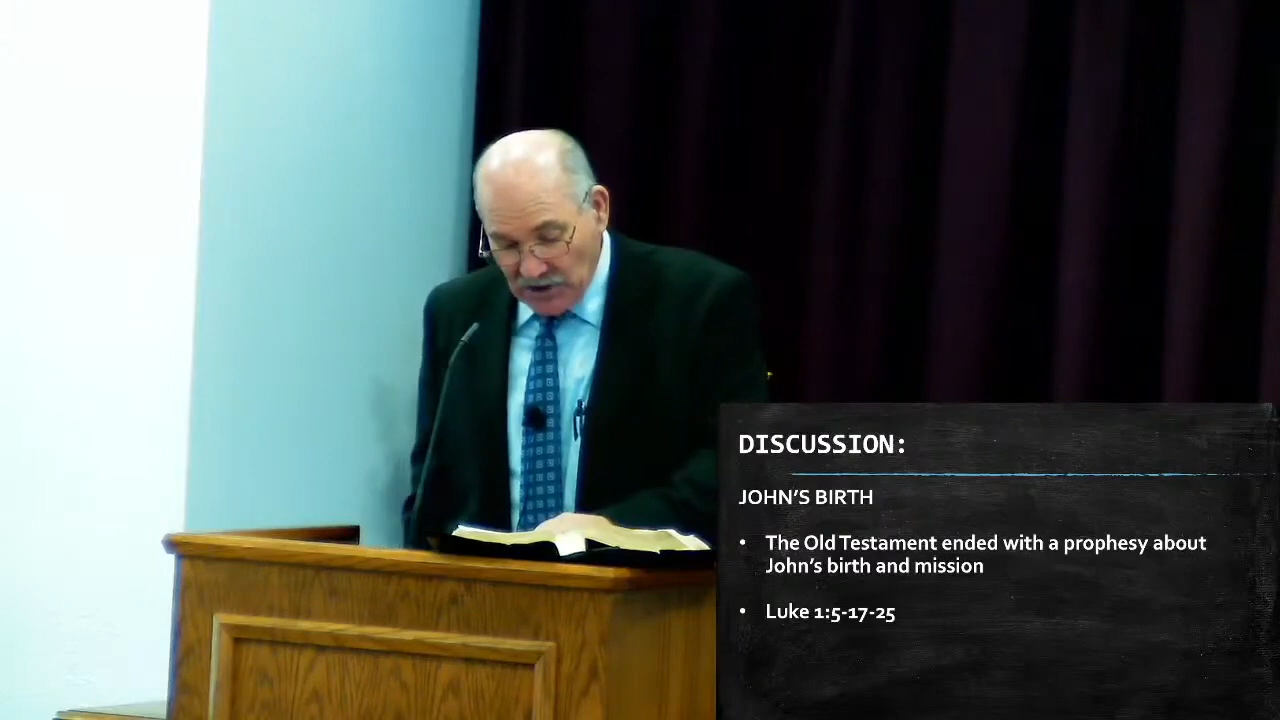 DISCUSSION:
JOHN'S BIRTH
• The Old Testament ended with a prophesy about
John's birth and mission
• Luke 1:5-17-25